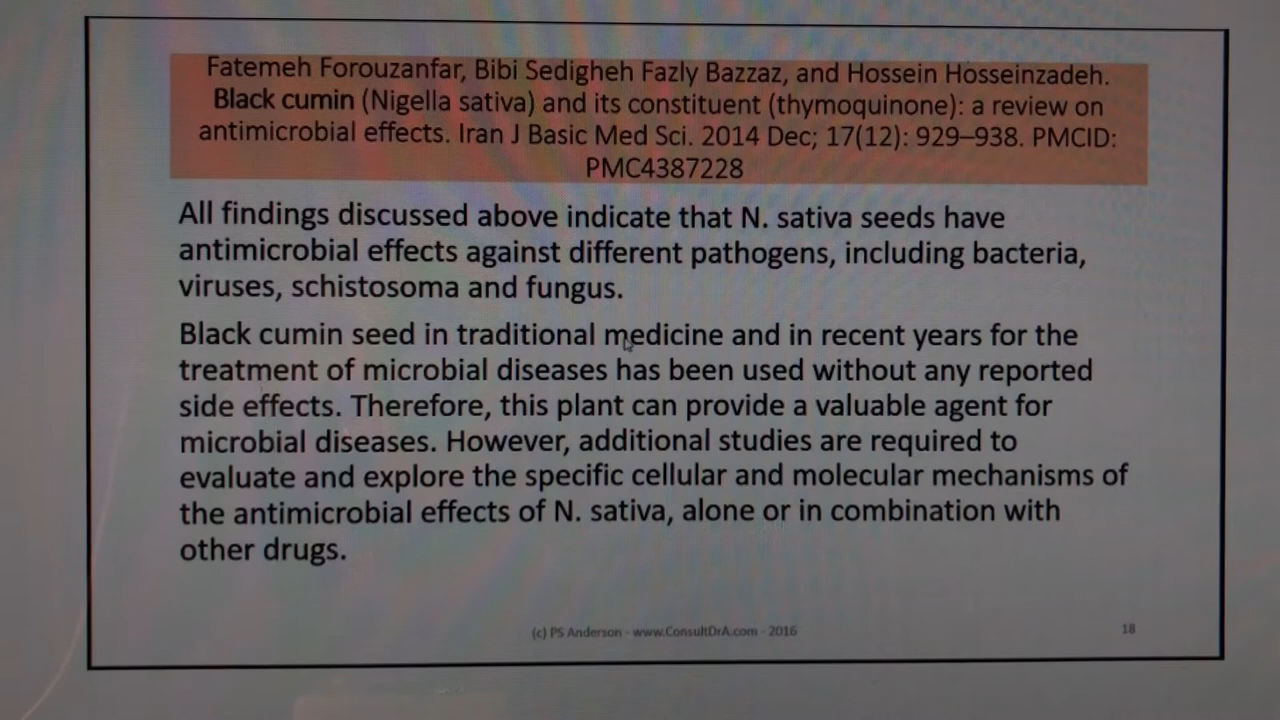 Fatemeh Forouzanfar, Bibi Sedigheh Fazly Bazzaz, and Hossein Hosseinzadeh.
Black cumin (Nigella sativa) and its constituent (thymoquinone): a review on
antimicrobial effects. Iran J Basic Med Sci. 2014 Dec; 17(12): 929–938. PMCID:
PMC4387228
All findings discussed above indicate that N. sativa seeds have
antimicrobial effects against different pathogens, including bacteria,
viruses, schistosoma and fungus.
Black cumin seed in traditional medicine and in recent years for the
treatment of microbial diseases has been used without any reported
side effects. Therefore, this plant can provide a valuable agent for
microbial diseases. However, additional studies are required to
evaluate and explore the specific cellular and molecular mechanisms of
the antimicrobial effects of N. sativa, alone or in combination with
other drugs.
(c) PS Anderson - www.ConsultDrA.com - 2016
18